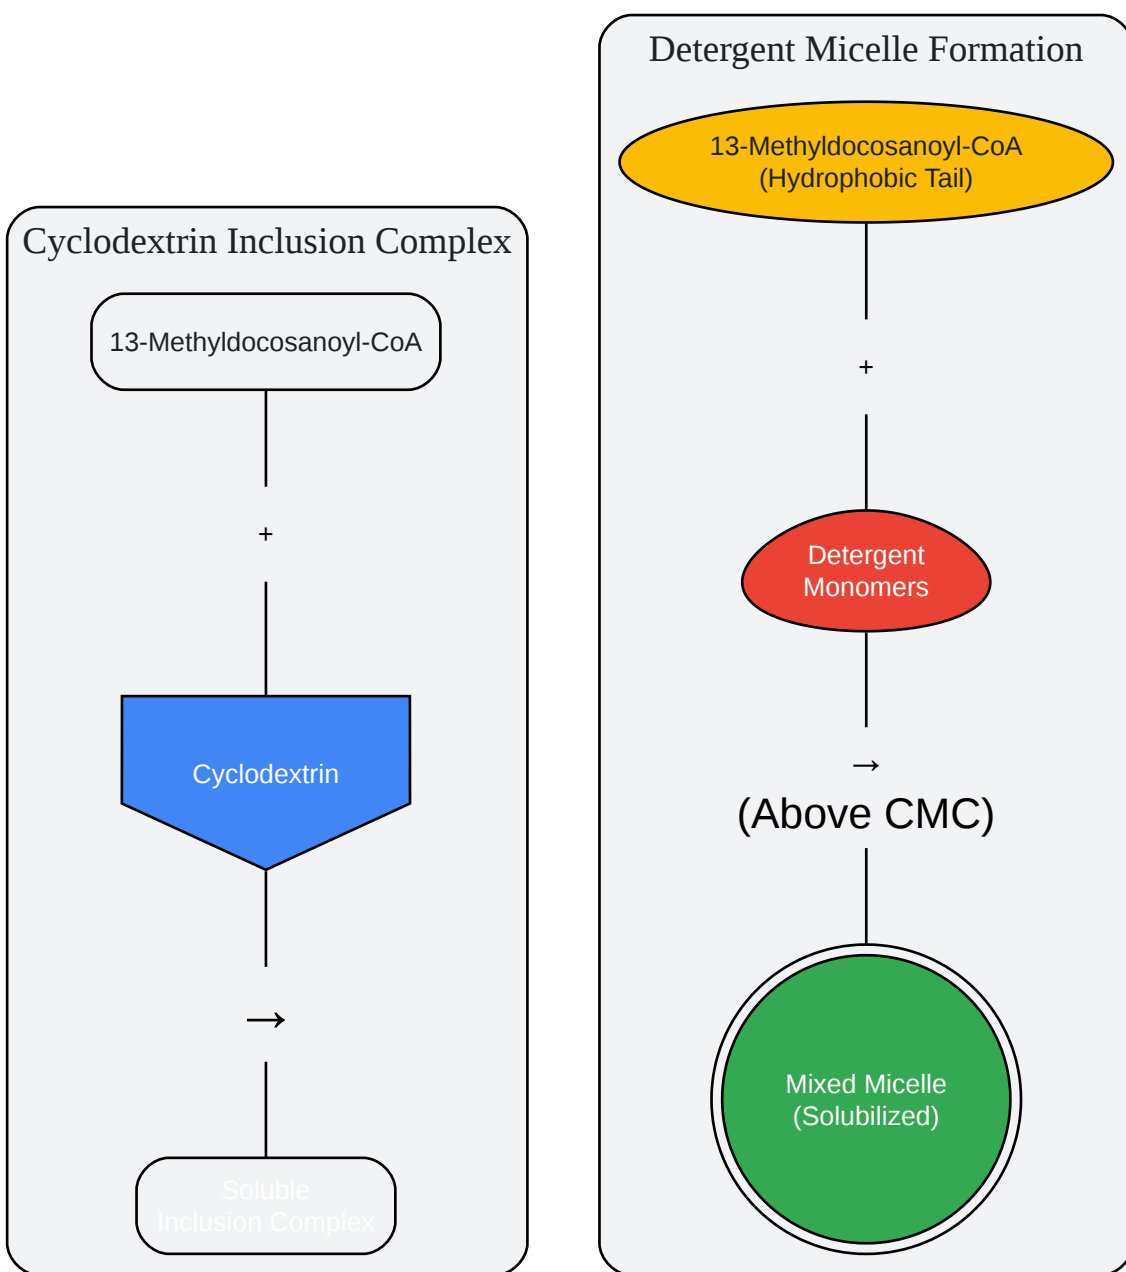 Cyclodextrin Inclusion Complex
13-Methyldocosanoyl-CoA
+
Cyclodextrin
→
Soluble
Inclusion Complex
Detergent Micelle Formation
13-Methyldocosanoyl-CoA
(Hydrophobic Tail)
+
Detergent
Monomers
→
(Above CMC)
Mixed Micelle
(Solubilized)